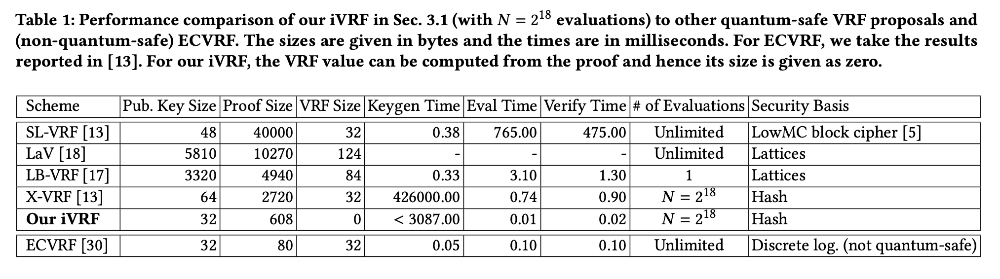 Table 1: Performance comparison of our iVRF in Sec. 3.1 (with N = 2^18 evaluations) to other quantum-safe VRF proposals and
(non-quantum-safe) ECVRF. The sizes are given in bytes and the times are in milliseconds. For ECVRF, we take the results
reported in [13]. For our iVRF, the VRF value can be computed from the proof and hence its size is given as zero.
Scheme Pub. Key Size Proof Size VRF Size Keygen Time Eval Time Verify Time # of Evaluations Security Basis
SL-VRF [13] 48 40000 32 0.38 765.00 475.00 Unlimited LowMC block cipher [5]
LaV [18] 5810 10270 124 - - - Unlimited Lattices
LB-VRF [17] 3320 4940 84 0.33 3.10 1.30 1 Lattices
X-VRF [13] 64 2720 32 426000.00 0.74 0.90 N = 2^18 Hash
Our iVRF 32 608 0 < 3087.00 0.01 0.02 N = 2^18 Hash
ECVRF [30] 32 80 32 0.05 0.10 0.10 Unlimited Discrete log. (not quantum-safe)